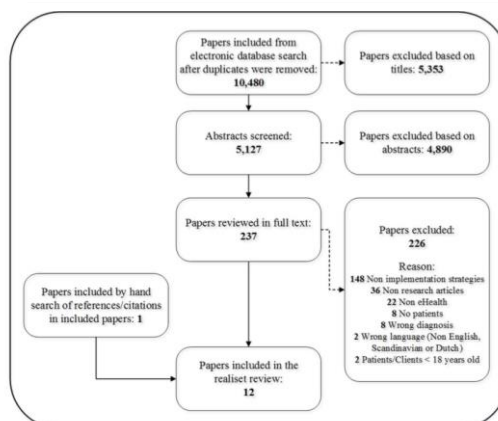 Papers included from
electronic database search
after duplicates were removed:
10,480
Papers excluded based on
titles: 5,353
Abstracts screened:
5,127
Papers excluded based on
abstracts: 4,890
Papers reviewed in full text:
237
Papers excluded:
226
Reason:
148 Non implementation strategies
36 Non research articles
22 Non eHealth
8 No patients
8 Wrong diagnosis
2 Wrong language (Non English,
Scandinavian or Dutch)
2 Patients/Clients < 18 years old
Papers included by hand
search of references/citations
in included papers: 1
Papers included in the
realiset review:
12